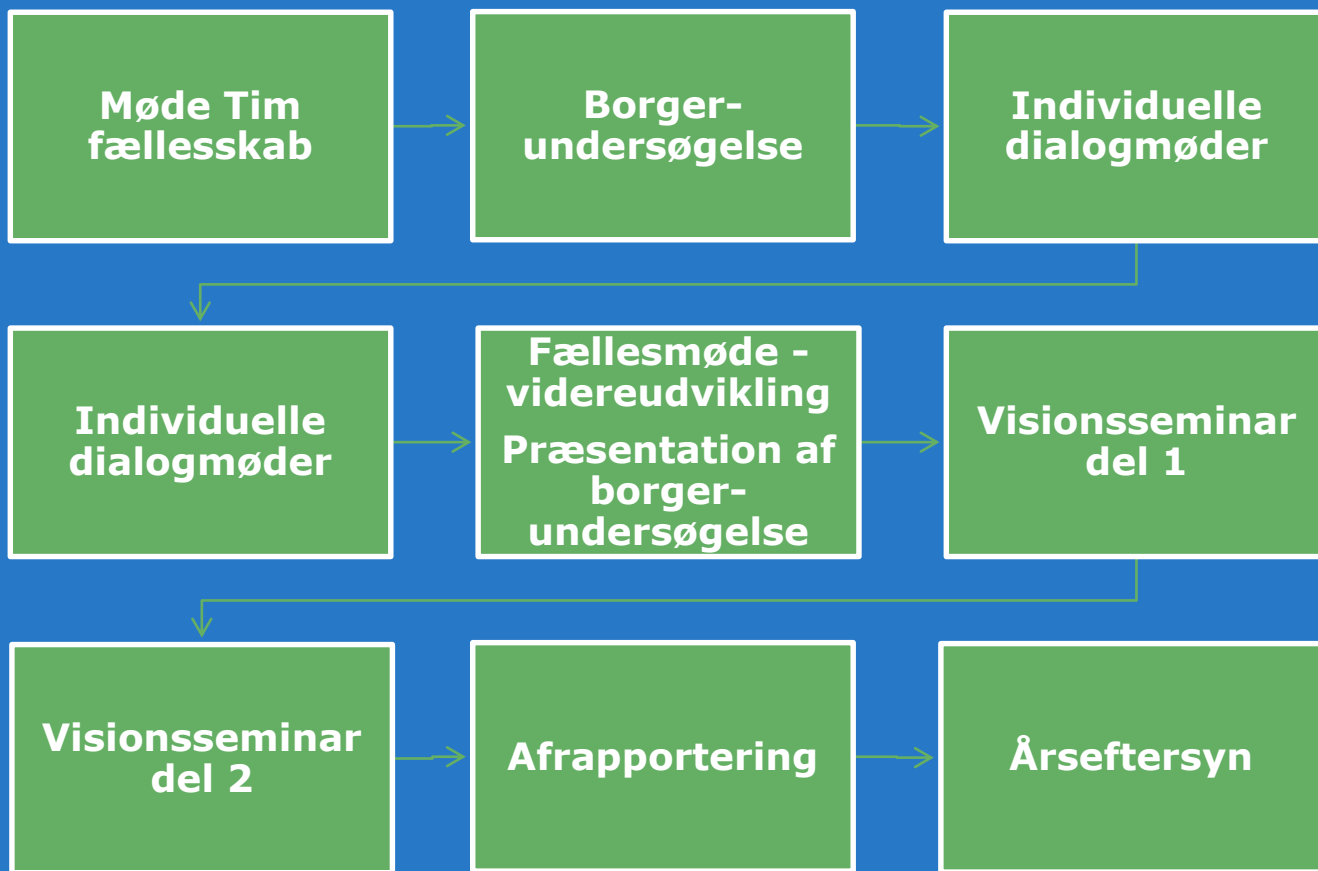 Møde Tim
fællesskab
Borger-
undersøgelse
Individuelle
dialogmøder
Individuelle
dialogmøder
Fællesmøde -
videreudvikling
Præsentation af
borger-
undersøgelse
Visionsseminar
del 1
Visionsseminar
del 2
Afrapportering
Årseftersyn